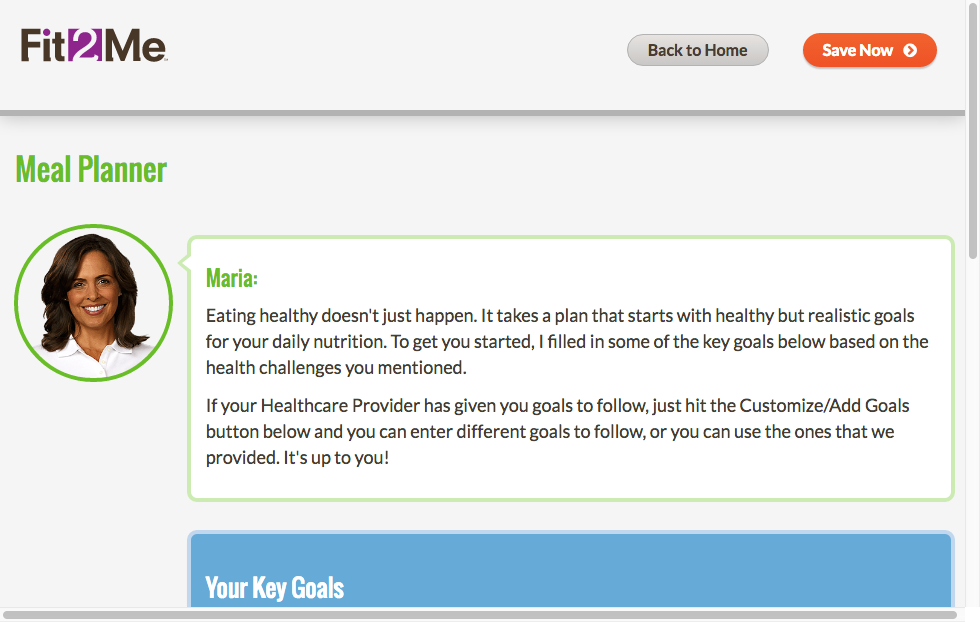 Fit2Me
Back to Home
Save Now
Meal Planner
Maria:
Eating healthy doesn't just happen. It takes a plan that starts with healthy but realistic goals
for your daily nutrition. To get you started, I filled in some of the key goals below based on the
health challenges you mentioned.
If your Healthcare Provider has given you goals to follow, just hit the Customize/Add Goals
button below and you can enter different goals to follow, or you can use the ones that we
provided. It's up to you!
Your Key Goals